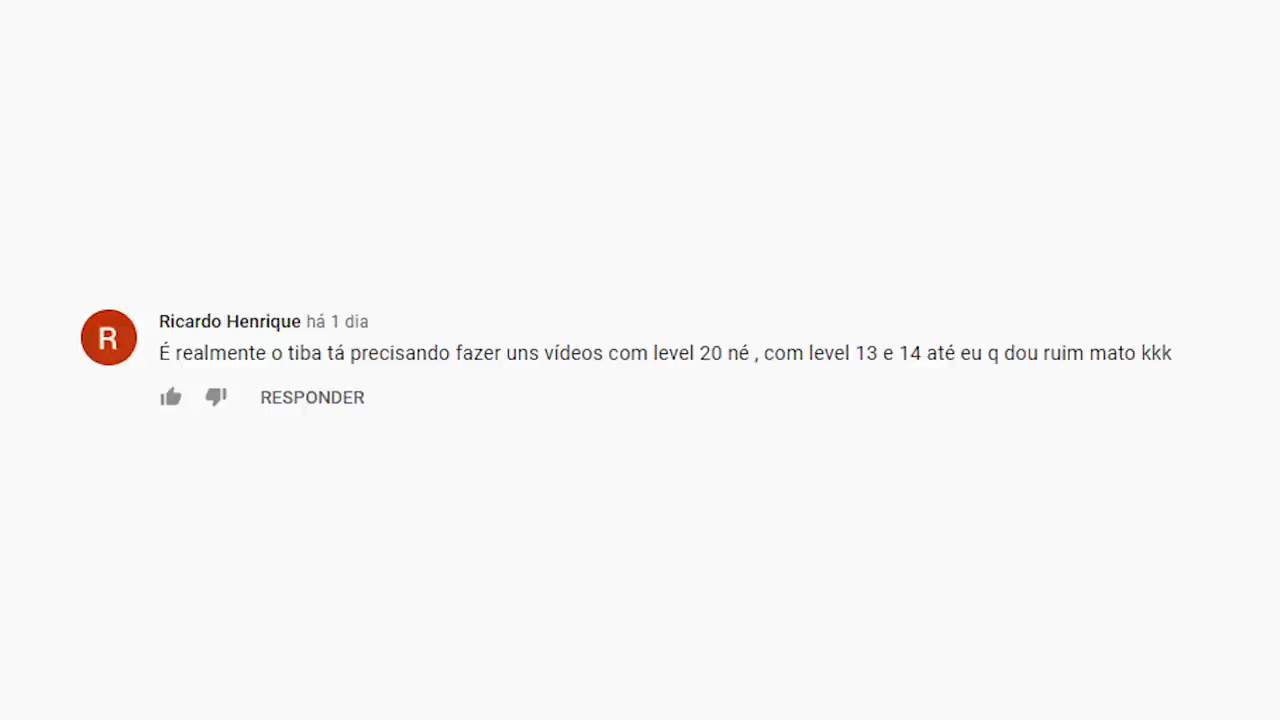 R
Ricardo Henrique há 1 dia
É realmente o tiba tá precisando fazer uns vídeos com level 20 né , com level 13 e 14 até eu q dou ruim mato kkk
RESPONDER